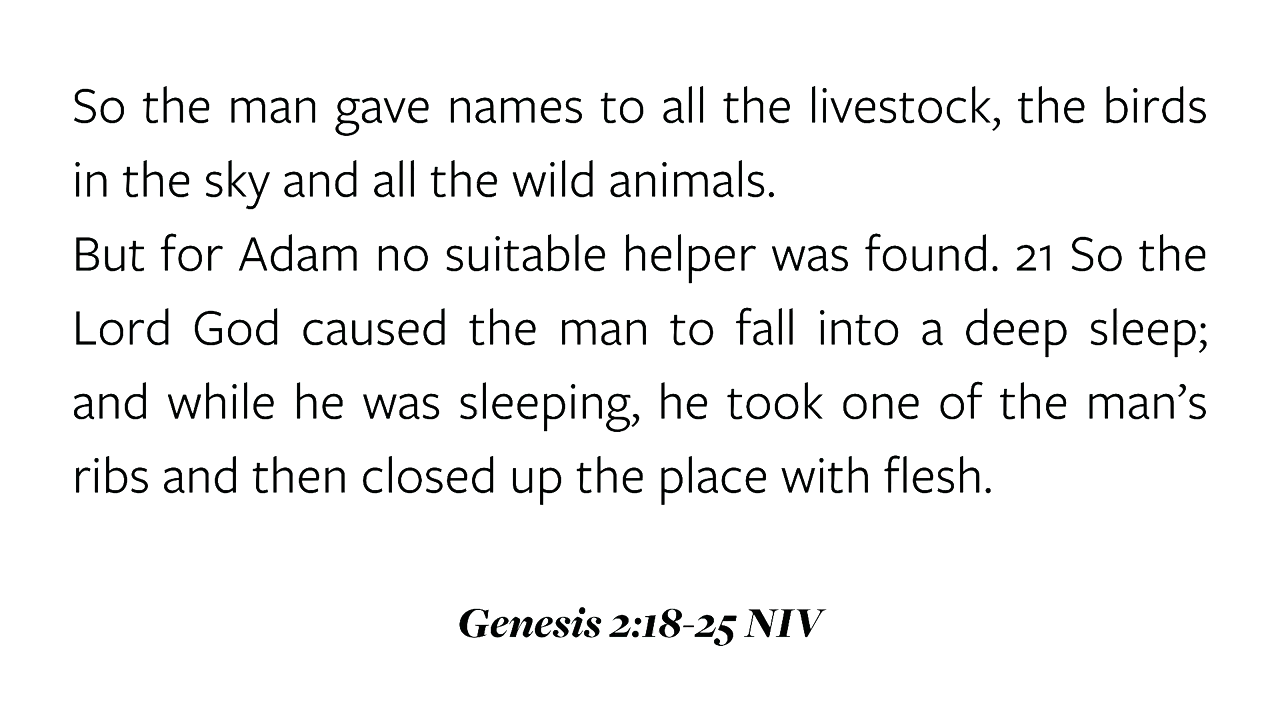 So the man gave names to all the livestock, the birds
in the sky and all the wild animals.
But for Adam no suitable helper was found. 21 So the
Lord God caused the man to fall into a deep sleep;
and while he was sleeping, he took one of the man’s
ribs and then closed up the place with flesh.
Genesis 2:18-25 NIV